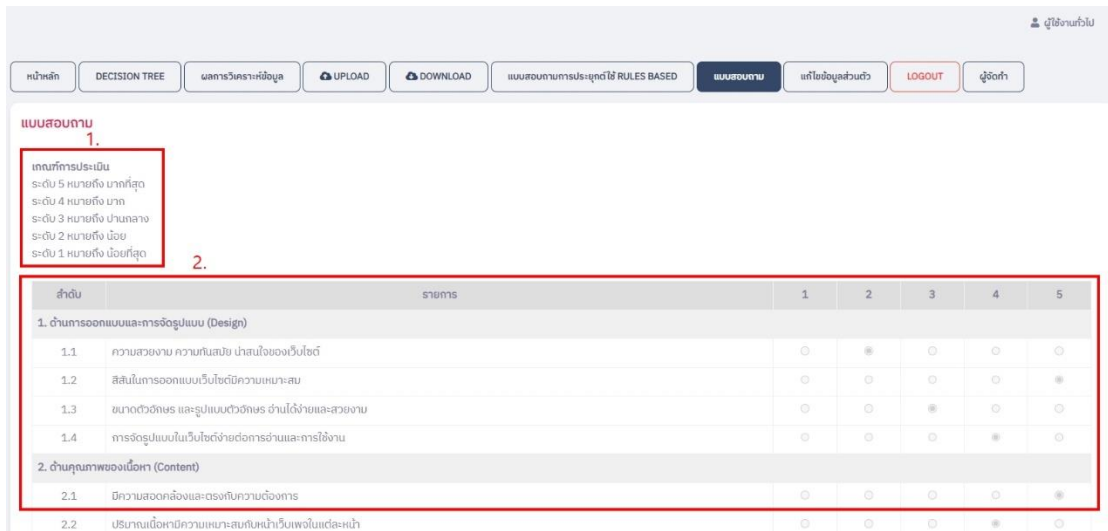 ผู้ใช้งานทั่วไป
หน้าหลัก DECISION TREE ผลการวิเคราะห์ข้อมูล UPLOAD DOWNLOAD แบบสอบถามการประยุกต์ใช้ RULES BASED แบบสอบถาม แก้ไขข้อมูลส่วนตัว LOGOUT ผู้จัดทำ
แบบสอบถาม
1.
เกณฑ์การประเมิน
ระดับ 5 หมายถึง มากที่สุด
ระดับ 4 หมายถึง มาก
ระดับ 3 หมายถึง ปานกลาง
ระดับ 2 หมายถึง น้อย
ระดับ 1 หมายถึง น้อยที่สุด
2.
ลำดับ รายการ 1 2 3 4 5
1. ด้านการออกแบบและการจัดรูปแบบ (Design)
1.1 ความสวยงาม ความทันสมัย น่าสนใจของเว็บไซต์
1.2 สีสันในการออกแบบเว็บไซต์มีความเหมาะสม
1.3 ขนาดตัวอักษร และรูปแบบตัวอักษร อ่านได้ง่ายและสวยงาม
1.4 การจัดรูปแบบในเว็บไซต์ง่ายต่อการอ่านและการใช้งาน
2. ด้านคุณภาพของเนื้อหา (Content)
2.1 มีความสอดคล้องและตรงกับความต้องการ
2.2 ปริมาณเนื้อหามีความเหมาะสมกับหน้าเว็บเพจในแต่ละหน้า